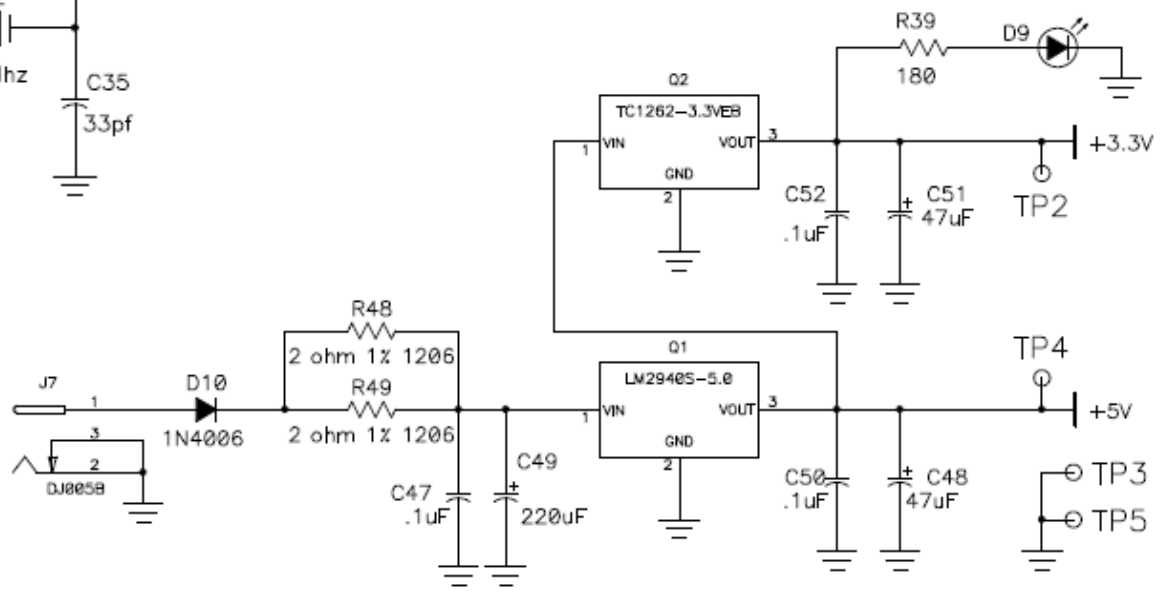 C35
33pf
R39
180
D9
Q2
TC1262-3.3VEB
1
VIN
VOUT
3
GND
2
+3.3V
TP2
C52
.1uF
+
C51
47uF
R48
2 ohm 1% 1206
R49
2 ohm 1% 1206
J7
1
3
2
DJ005B
D10
1N4006
C47
.1uF
+
C49
220uF
Q1
LM2940S-5.0
1
VIN
VOUT
3
GND
2
TP4
+5V
C50
.1uF
+
C48
47uF
TP3
TP5